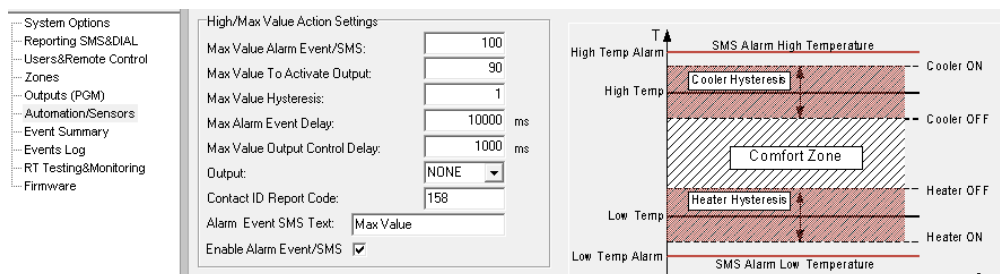 System Options
Reporting SMS&DIAL
Users&Remote Control
Zones
Outputs (PGM)
Automation/Sensors
Event Summary
Events Log
RT Testing&Monitoring
Firmware
High/Max Value Action Settings
Max Value Alarm Event/SMS: 100
Max Value To Activate Output: 90
Max Value Hysteresis: 1
Max Alarm Event Delay: 10000 ms
Max Value Output Control Delay: 1000 ms
Output: NONE
Contact ID Report Code: 158
Alarm Event SMS Text: Max Value
Enable Alarm Event/SMS
T
High Temp Alarm
SMS Alarm High Temperature
Cooler ON
Cooler Hysteresis
High Temp
Cooler OFF
Comfort Zone
Heater OFF
Heater Hysteresis
Low Temp
Heater ON
Low Temp Alarm
SMS Alarm Low Temperature